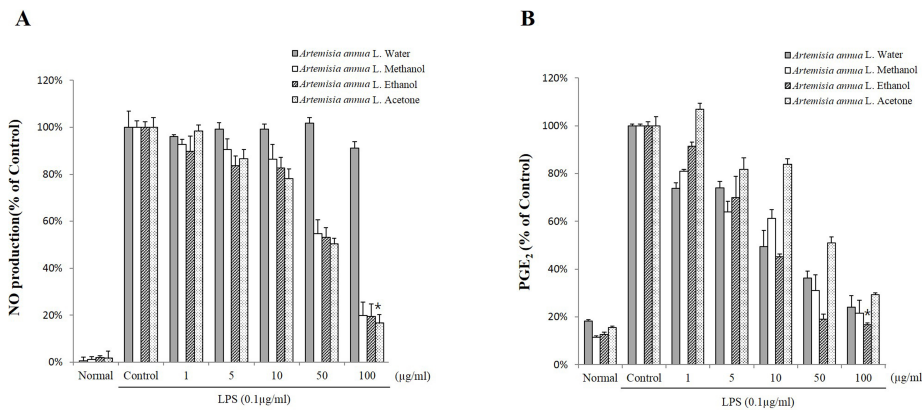 A
Artemisia annua L. Water
Artemisia annua L. Methanol
Artemisia annua L. Ethanol
Artemisia annua L. Acetone
NO production(% of Control)
120%
100%
80%
60%
40%
20%
0%
*
Normal Control 1 5 10 50 100 (μg/ml)
LPS (0.1μg/ml)
B
Artemisia annua L. Water
Artemisia annua L. Methanol
Artemisia annua L. Ethanol
Artemisia annua L. Acetone
PGE2 (% of Control)
120%
100%
80%
60%
40%
20%
0%
*
Normal Control 1 5 10 50 100 (μg/ml)
LPS (0.1μg/ml)